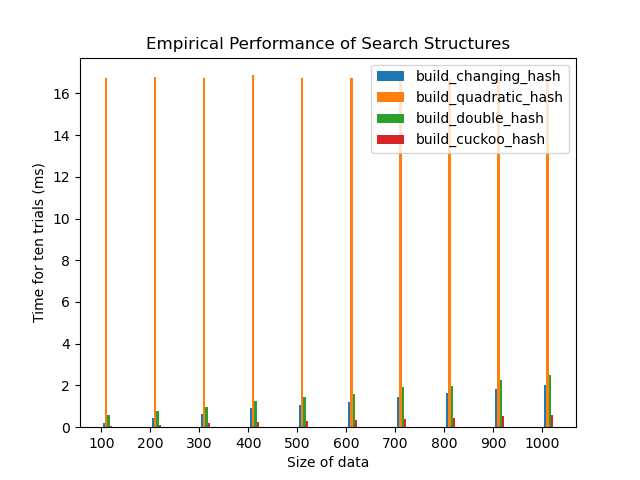 Empirical Performance of Search Structures
build_changing_hash
build_quadratic_hash
build_double_hash
build_cuckoo_hash
Time for ten trials (ms)
16
14
12
10
8
6
4
2
0
100 200 300 400 500 600 700 800 900 1000
Size of data